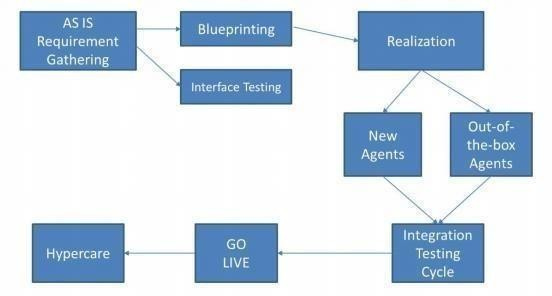 AS IS
Requirement
Gathering
Blueprinting
Interface Testing
Realization
New
Agents
Out-of-
the-box
Agents
Integration
Testing
Cycle
GO
LIVE
Hypercare